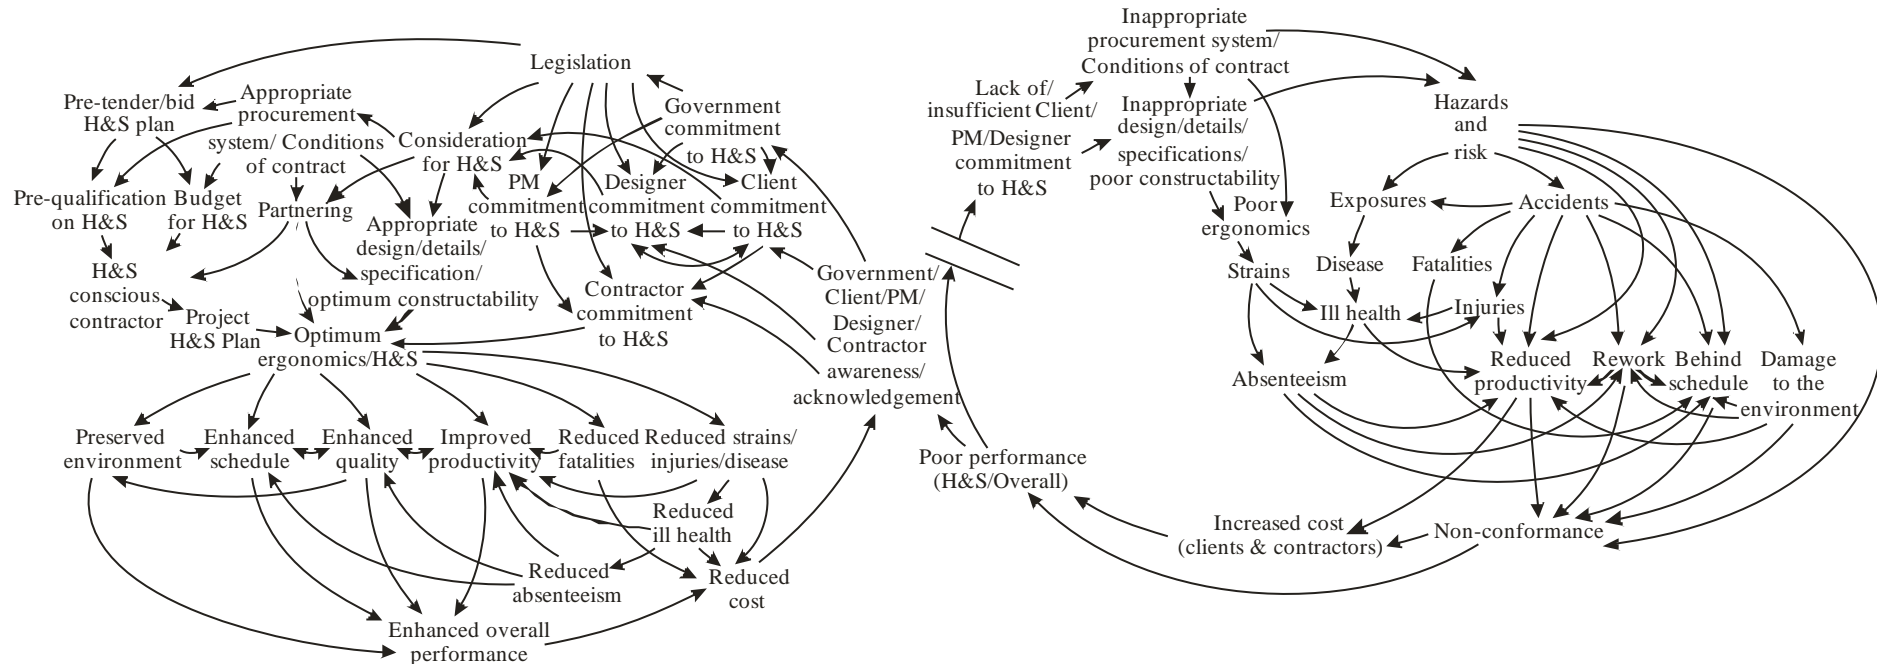 Legislation
Pre-tender/bid
H&S plan
Appropriate
procurement
system/ Conditions
of contract
Consideration
for H&S
Government
commitment
to H&S
Pre-qualification
on H&S
Budget
for H&S
Partnering
PM
commitment
to H&S
Designer
commitment
to H&S
Client
commitment
to H&S
Appropriate
design/details/
specification/
optimum constructability
H&S
conscious
contractor
Project
H&S Plan
Contractor
commitment
to H&S
Optimum
ergonomics/H&S
Government/
Client/PM/
Designer/
Contractor
awareness/
acknowledgement
Preserved
environment
Enhanced
schedule
Enhanced
quality
Improved
productivity
Reduced
fatalities
Reduced strains/
injuries/disease
Reduced
ill health
Reduced
absenteeism
Reduced
cost
Enhanced overall
performance
Inappropriate
procurement system/
Conditions of contract
Lack of/
insufficient Client/
PM/Designer
commitment
to H&S
Inappropriate
design/details/
specifications/
poor constructability
Hazards
and
risk
Poor
ergonomics
Exposures
Accidents
Strains
Disease
Fatalities
Ill health
Injuries
Absenteeism
Reduced
productivity
Rework
Behind
schedule
Damage
to the
environment
Poor performance
(H&S/Overall)
Increased cost
(clients & contractors)
Non-conformance